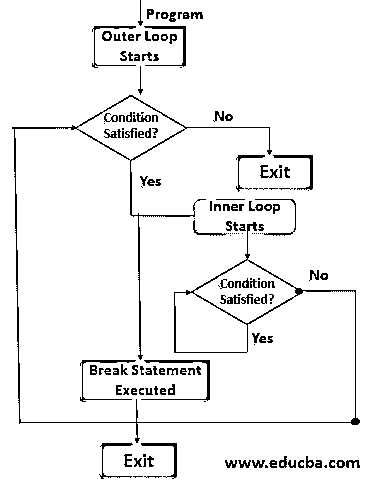 Program
Outer Loop
Starts
Condition
Satisfied?
No
Exit
Yes
Inner Loop
Starts
Condition
Satisfied?
No
Yes
Break Statement
Executed
Exit
www.educba.com